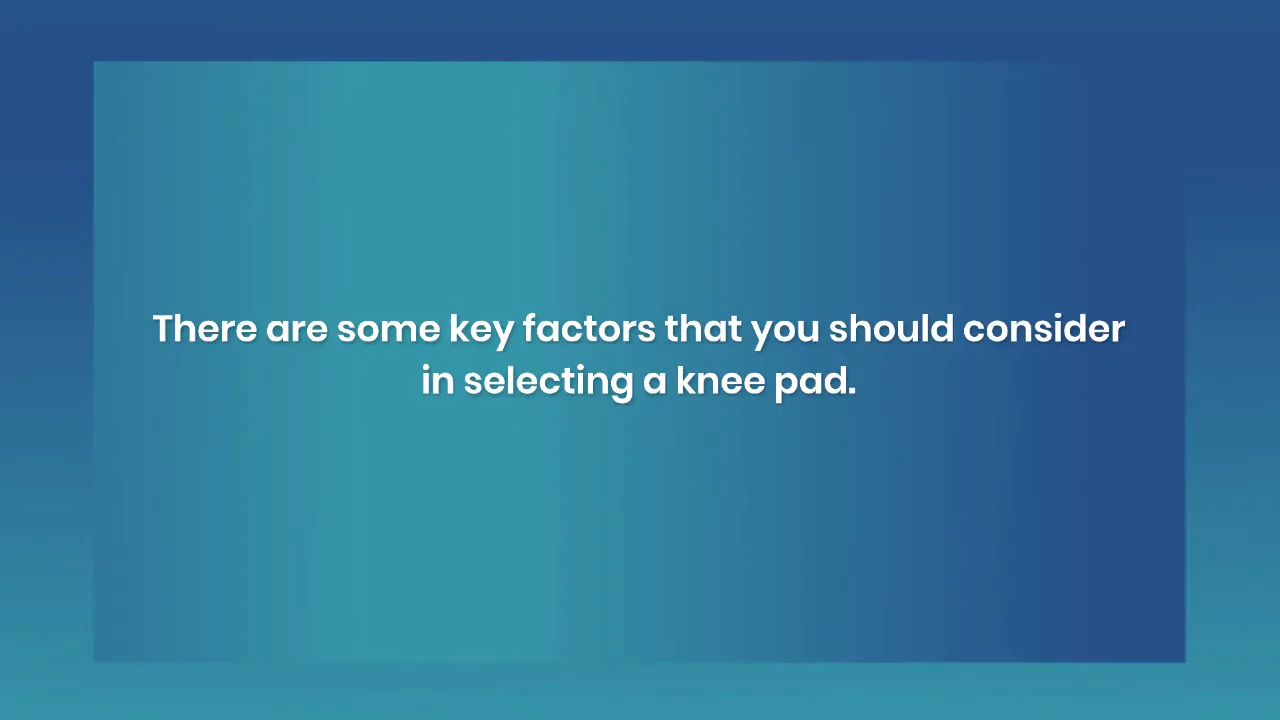 There are some key factors that you should consider
in selecting a knee pad.